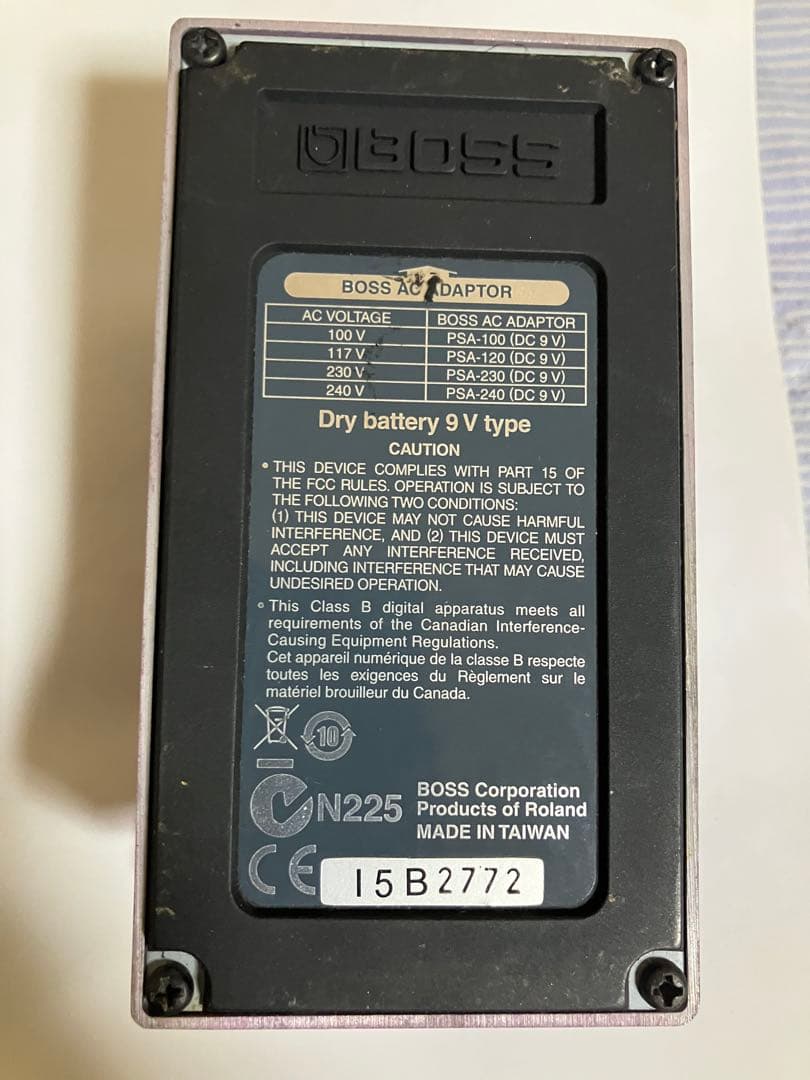 BOSS
BOSS AC ADAPTOR
AC VOLTAGE BOSS AC ADAPTOR
100 V PSA-100 (DC 9 V)
117 V PSA-120 (DC 9 V)
230 V PSA-230 (DC 9 V)
240 V PSA-240 (DC 9 V)
Dry battery 9 V type
CAUTION
• THIS DEVICE COMPLIES WITH PART 15 OF
THE FCC RULES. OPERATION IS SUBJECT TO
THE FOLLOWING TWO CONDITIONS:
(1) THIS DEVICE MAY NOT CAUSE HARMFUL
INTERFERENCE, AND (2) THIS DEVICE MUST
ACCEPT ANY INTERFERENCE RECEIVED,
INCLUDING INTERFERENCE THAT MAY CAUSE
UNDESIRED OPERATION.
• This Class B digital apparatus meets all
requirements of the Canadian Interference-
Causing Equipment Regulations.
Cet appareil numérique de la classe B respecte
toutes les exigences du Règlement sur le
matériel brouilleur du Canada.
10
N225
BOSS Corporation
Products of Roland
MADE IN TAIWAN
CE
I5B2772